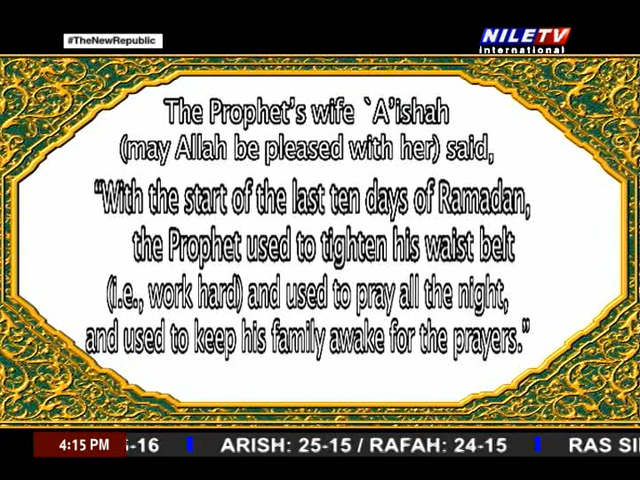 #TheNewRepublic
NILETV
International
The Prophet's wife `A'ishah
(may Allah be pleased with her) said,
"With the start of the last ten days of Ramadan,
the Prophet used to tighten his waist belt
(i.e., work hard) and used to pray all the night,
and used to keep his family awake for the prayers."
4:15 PM -16 ARISH: 25-15 / RAFAH: 24-15 RAS